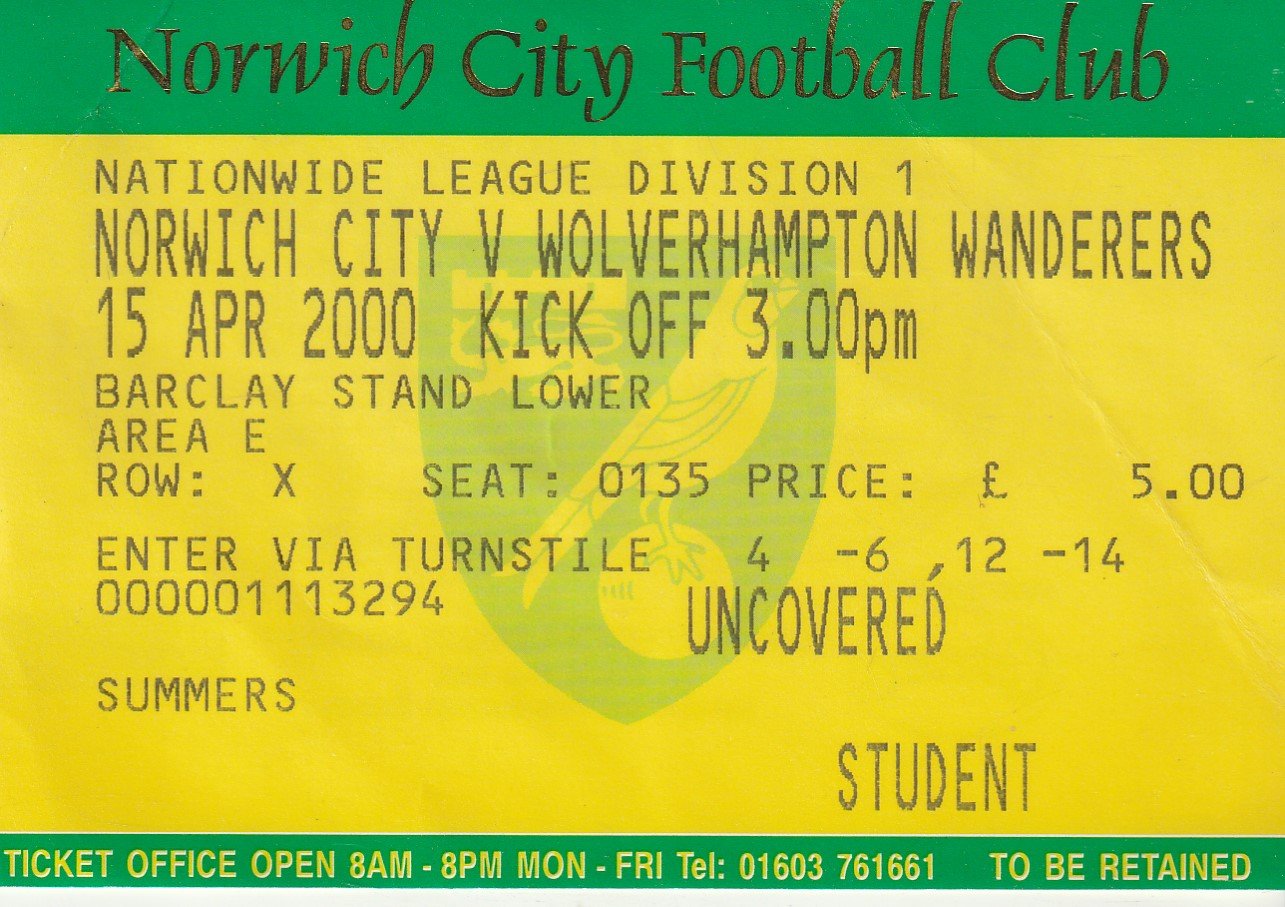 Norwich City Football Club
NATIONWIDE LEAGUE DIVISION 1
NORWICH CITY V WOLVERHAMPTON WANDERERS
15 APR 2000 KICK OFF 3.00pm
BARCLAY STAND LOWER
AREA E
ROW: X SEAT: 0135 PRICE: £ 5.00
ENTER VIA TURNSTILE 4 -6 ,12 -14
000001113294
UNCOVERED
SUMMERS
STUDENT
TICKET OFFICE OPEN 8AM - 8PM MON - FRI Tel: 01603 761661 TO BE RETAINED